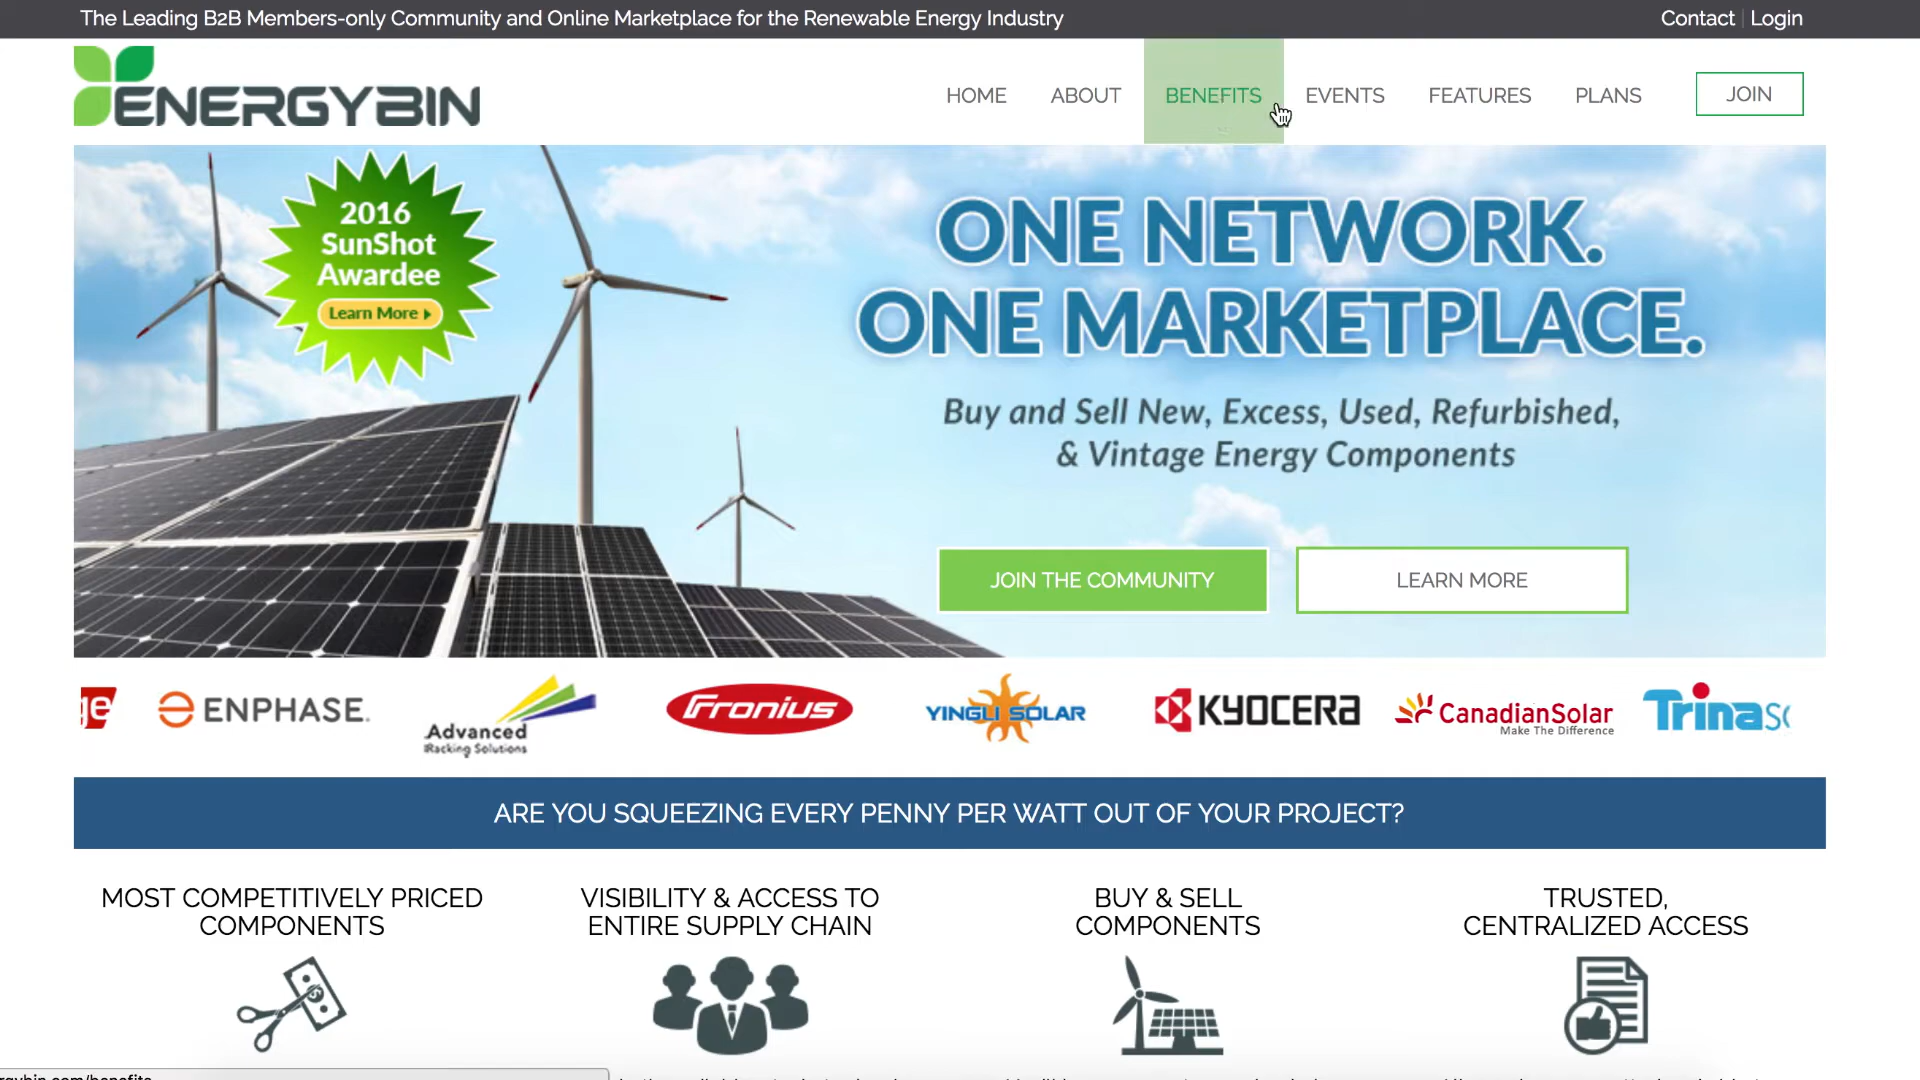 The Leading B2B Members-only Community and Online Marketplace for the Renewable Energy Industry
Contact | Login
ENERGYBIN
HOME ABOUT BENEFITS EVENTS FEATURES PLANS JOIN
2016
SunShot
Awardee
Learn More
ONE NETWORK.
ONE MARKETPLACE.
Buy and Sell New, Excess, Used, Refurbished,
& Vintage Energy Components
JOIN THE COMMUNITY
LEARN MORE
ge
ENPHASE.
Advanced
Racking Solutions
Fronius
YINGLI SOLAR
KYOCERA
CanadianSolar
Make The Difference
TrinaSo
ARE YOU SQUEEZING EVERY PENNY PER WATT OUT OF YOUR PROJECT?
MOST COMPETITIVELY PRICED
COMPONENTS
VISIBILITY & ACCESS TO
ENTIRE SUPPLY CHAIN
BUY & SELL
COMPONENTS
TRUSTED,
CENTRALIZED ACCESS